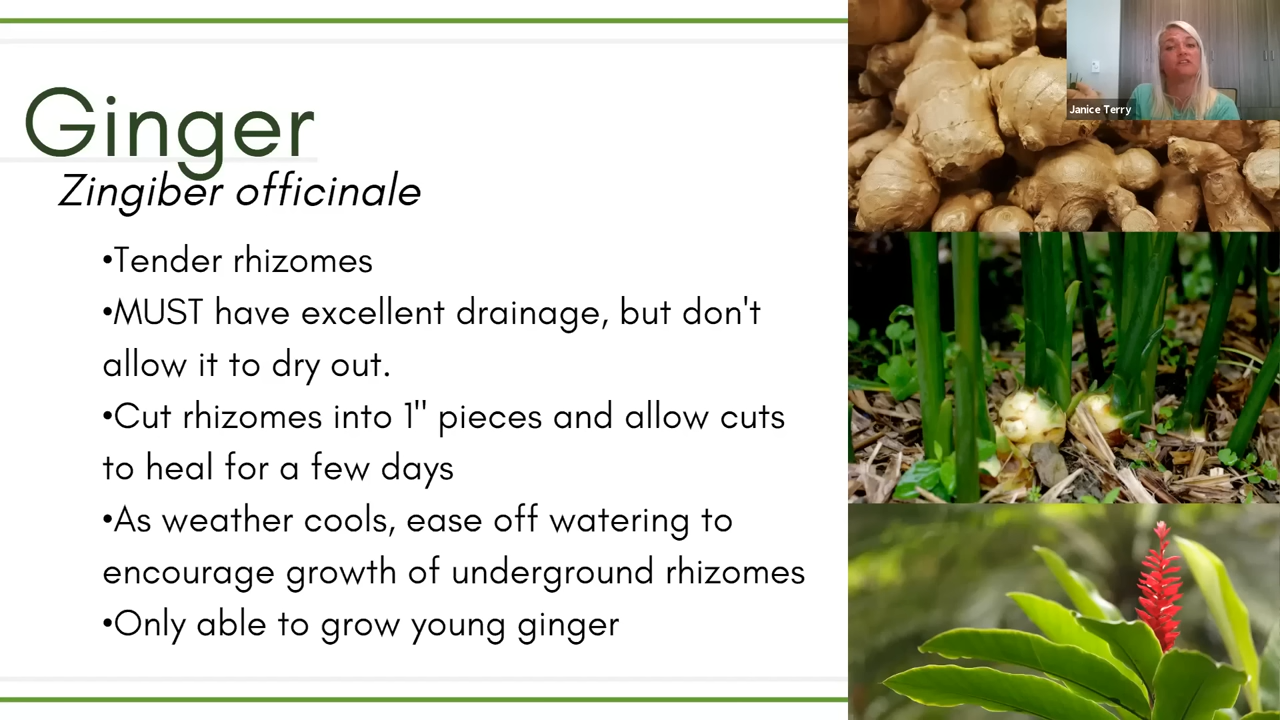 Ginger
Zingiber officinale
•Tender rhizomes
•MUST have excellent drainage, but don't
allow it to dry out.
•Cut rhizomes into 1" pieces and allow cuts
to heal for a few days
•As weather cools, ease off watering to
encourage growth of underground rhizomes
•Only able to grow young ginger
Janice Terry